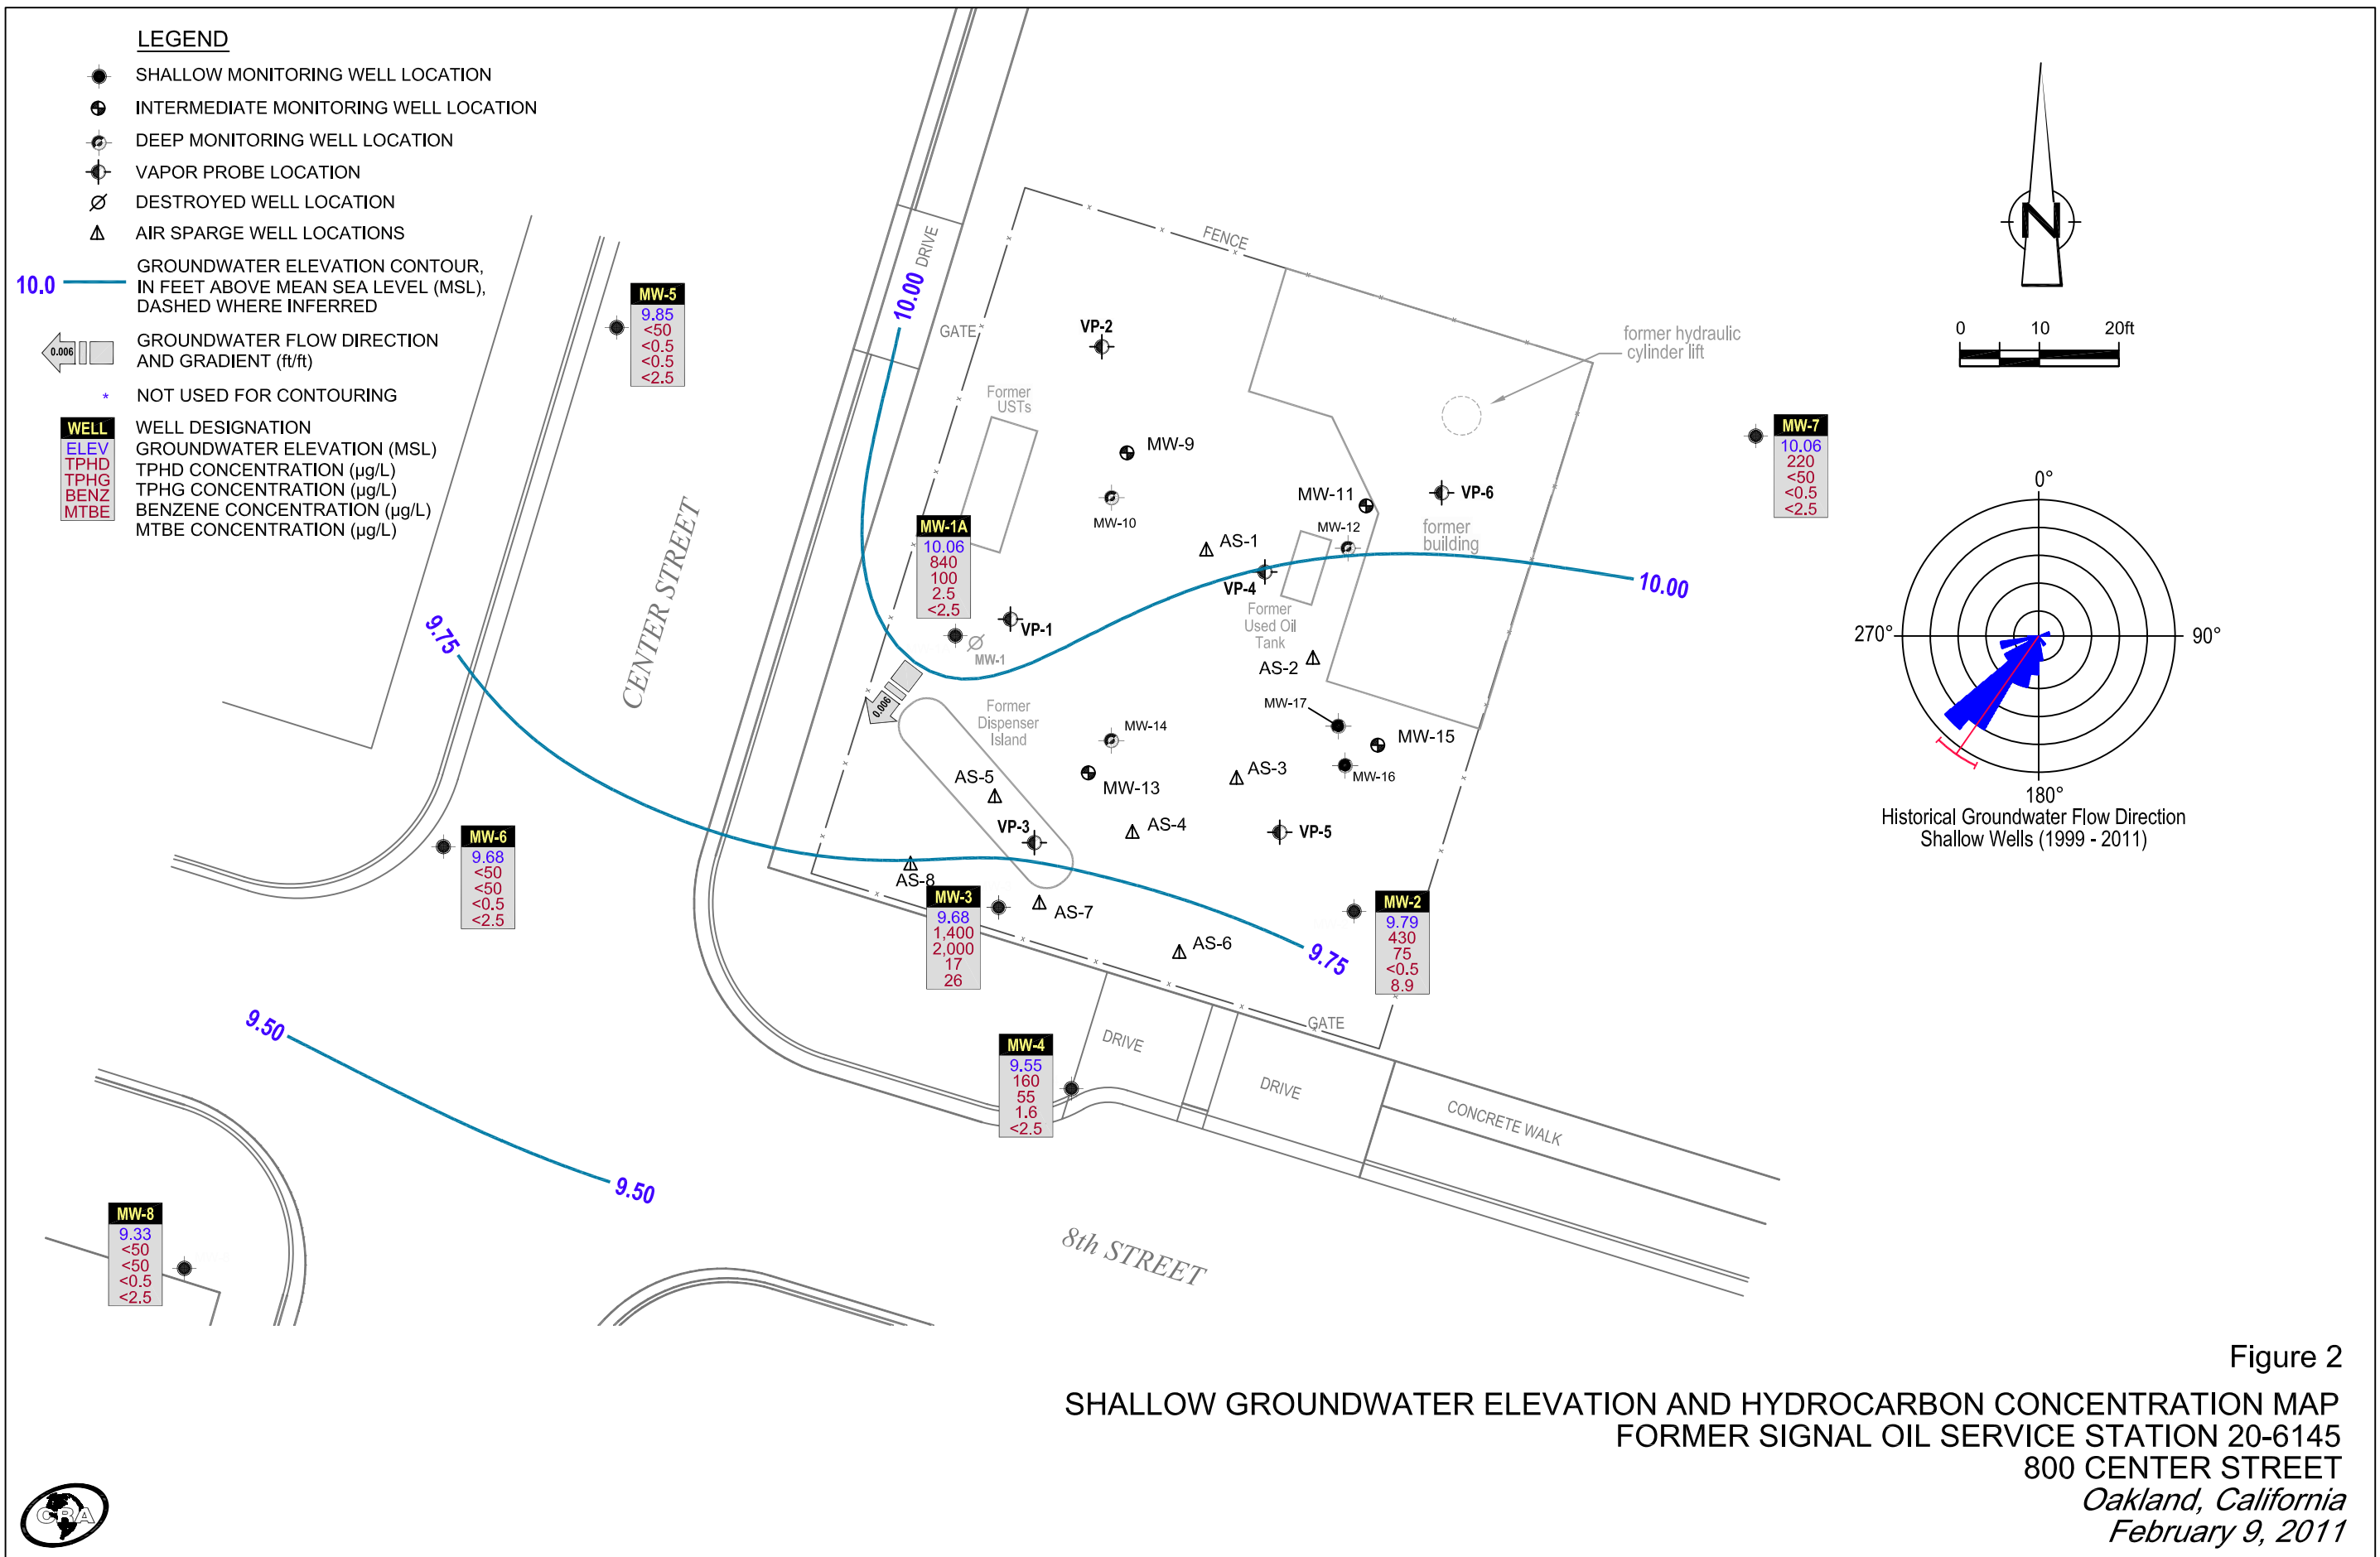 LEGEND
SHALLOW MONITORING WELL LOCATION
INTERMEDIATE MONITORING WELL LOCATION
DEEP MONITORING WELL LOCATION
VAPOR PROBE LOCATION
DESTROYED WELL LOCATION
AIR SPARGE WELL LOCATIONS
10.0
GROUNDWATER ELEVATION CONTOUR,
IN FEET ABOVE MEAN SEA LEVEL (MSL),
DASHED WHERE INFERRED
0.006
GROUNDWATER FLOW DIRECTION
AND GRADIENT (ft/ft)
* NOT USED FOR CONTOURING
WELL WELL DESIGNATION
ELEV GROUNDWATER ELEVATION (MSL)
TPHD TPHD CONCENTRATION (µg/L)
TPHG TPHG CONCENTRATION (µg/L)
BENZ BENZENE CONCENTRATION (µg/L)
MTBE MTBE CONCENTRATION (µg/L)
N
0 10 20ft
MW-5
9.85
<50
<0.5
<0.5
<2.5
DRIVE
10.00
GATE
FENCE
VP-2
former hydraulic
cylinder lift
Former
USTs
MW-9
MW-10
MW-11
MW-12
VP-6
former
building
MW-7
10.06
220
<50
<0.5
<2.5
MW-1A
10.06
840
100
2.5
<2.5
AS-1
VP-4
Former
Used Oil
Tank
10.00
VP-1
MW-1
AS-2
CENTER STREET
9.75
0.006
Former
Dispenser
Island
MW-14
MW-13
MW-17
MW-15
MW-16
AS-3
AS-5
VP-3
AS-4
VP-5
AS-8
AS-7
AS-6
MW-6
9.68
<50
<50
<0.5
<2.5
MW-3
9.68
1,400
2,000
17
26
MW-2
9.79
430
75
<0.5
8.9
9.75
GATE
9.50
9.50
MW-4
9.55
160
55
1.6
<2.5
DRIVE
DRIVE
CONCRETE WALK
MW-8
9.33
<50
<50
<0.5
<2.5
8th STREET
0°
270°
90°
180°
Historical Groundwater Flow Direction
Shallow Wells (1999 - 2011)
Figure 2
SHALLOW GROUNDWATER ELEVATION AND HYDROCARBON CONCENTRATION MAP
FORMER SIGNAL OIL SERVICE STATION 20-6145
800 CENTER STREET
Oakland, California
February 9, 2011
CRA